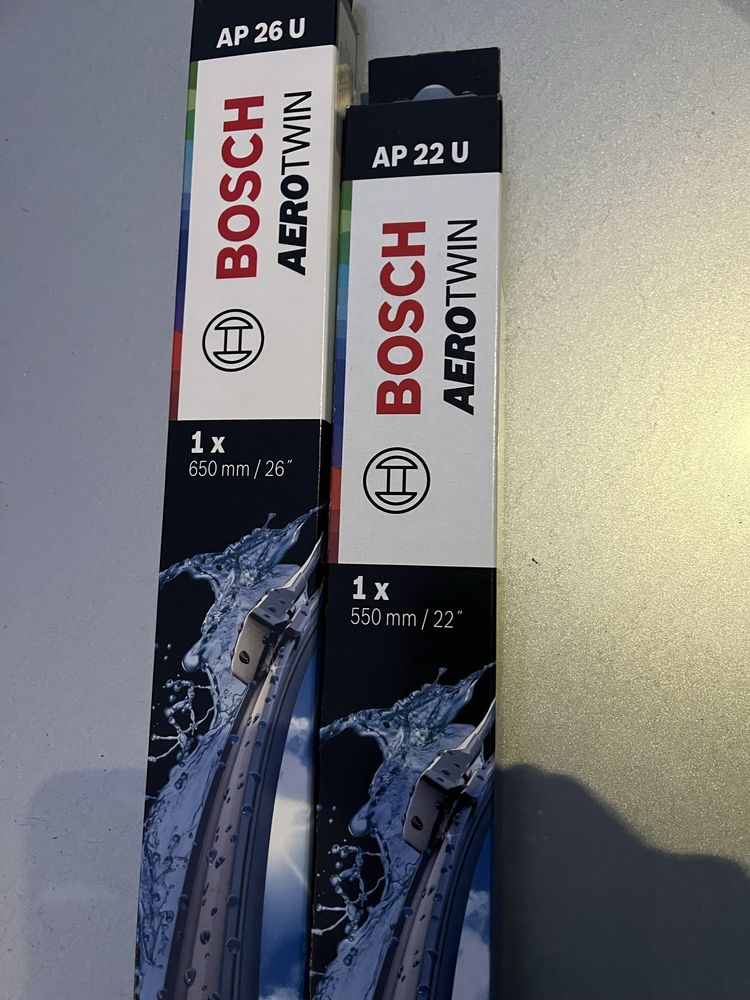 AP 26 U
BOSCH
AEROTWIN
1 x
650 mm / 26″
AP 22 U
BOSCH
AEROTWIN
1 x
550 mm / 22″